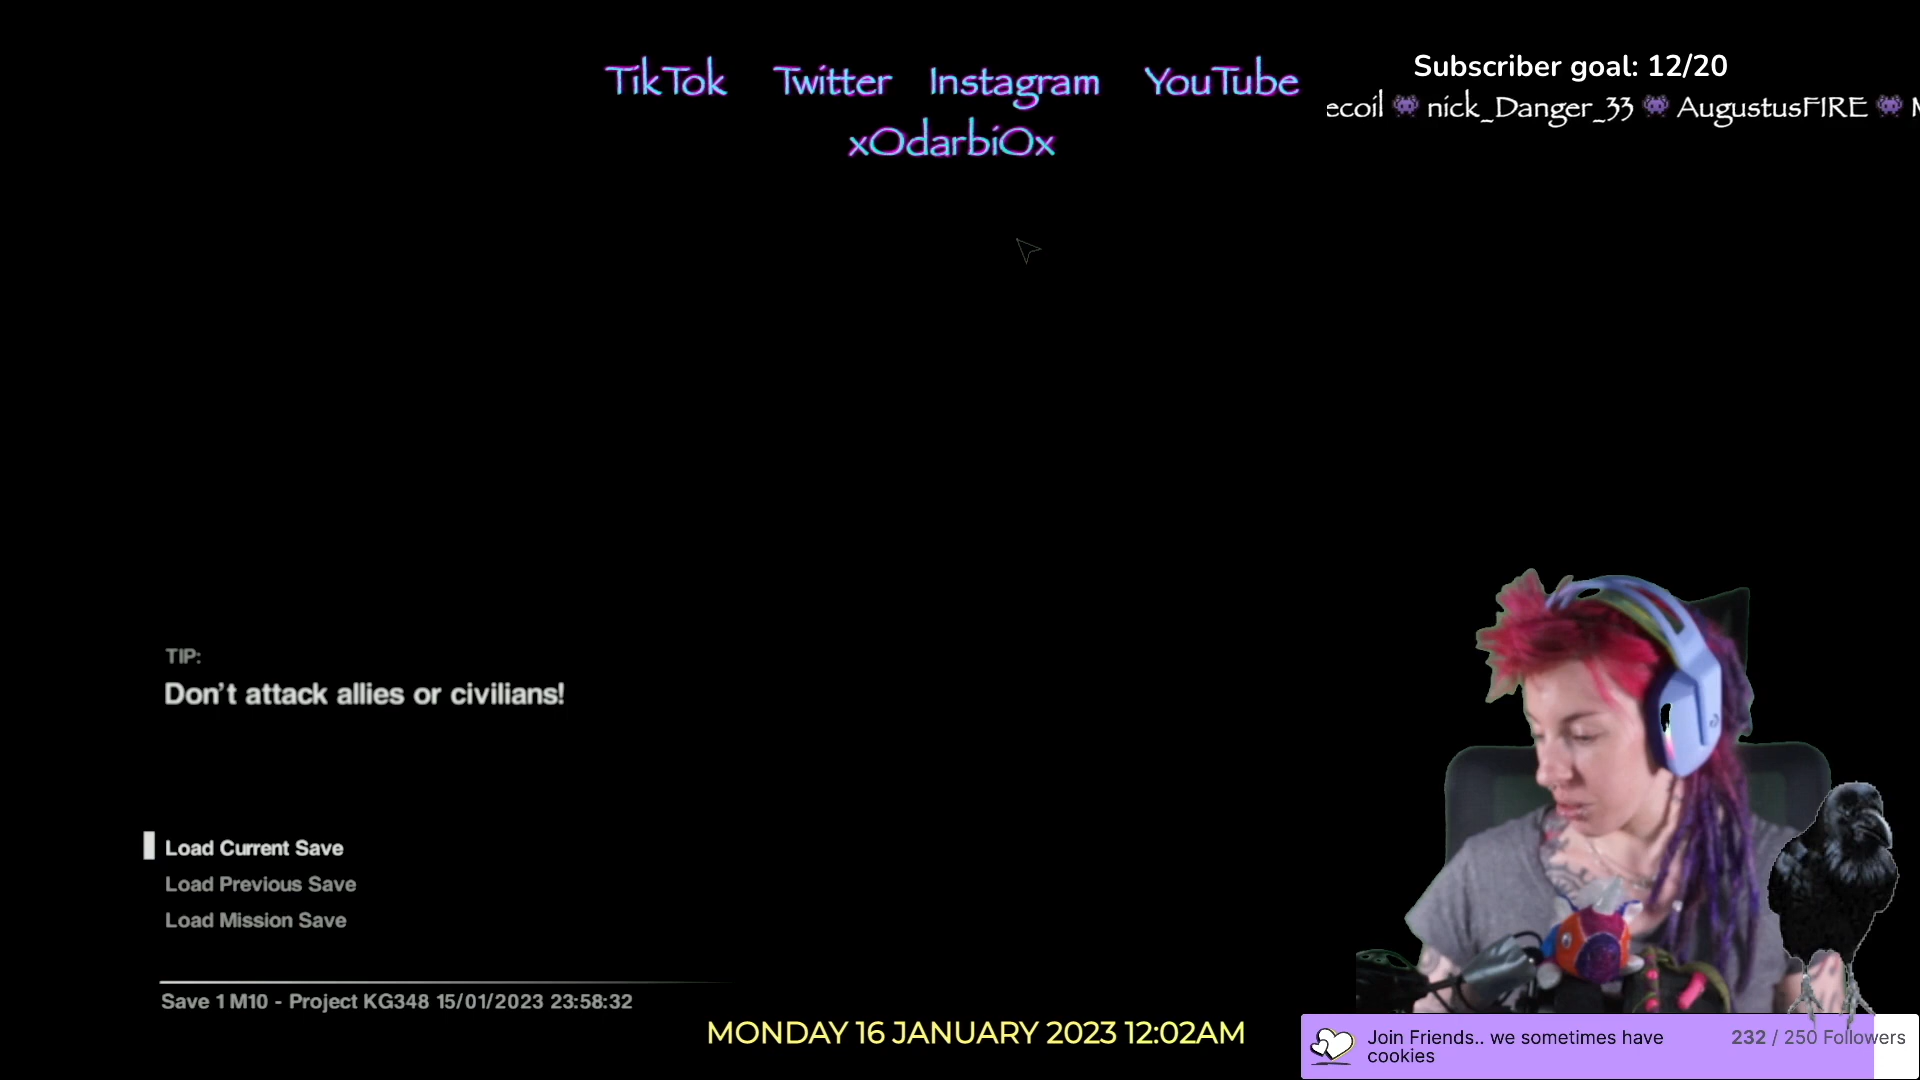 TikTok Twitter Instagram YouTube
xOdarbiOx
Subscriber goal: 12/20
ecoil nick_Danger_33 AugustusFIRE
TIP:
Don't attack allies or civilians!
Load Current Save
Load Previous Save
Load Mission Save
Save 1 M10 - Project KG348 15/01/2023 23:58:32
MONDAY 16 JANUARY 2023 12:02AM
Join Friends.. we sometimes have
cookies
232 / 250 Followers